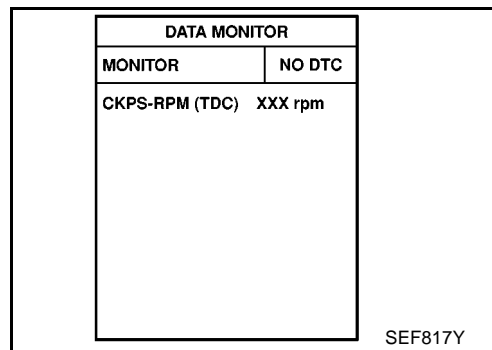 DATA MONITOR
MONITOR NO DTC
CKPS-RPM (TDC) XXX rpm
SEF817Y